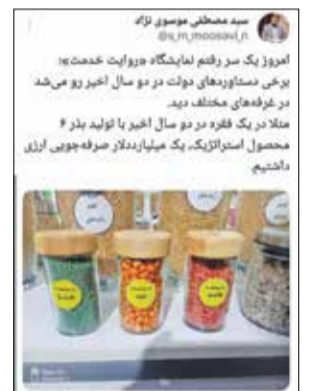 سید مصطفی موسوی نژاد
@s_m_moosavi_n
امروز یک سر رفتم نمایشگاه «روایت خدمت»؛
برخی دستاوردهای دولت در دو سال اخیر رو می‌شد
در غرفه‌های مختلف دید.
مثلا در یک فقره در دو سال اخیر با تولید بذر ۶
محصول استراتژیک، یک میلیارددلار صرفه‌جویی ارزی
داشتیم.